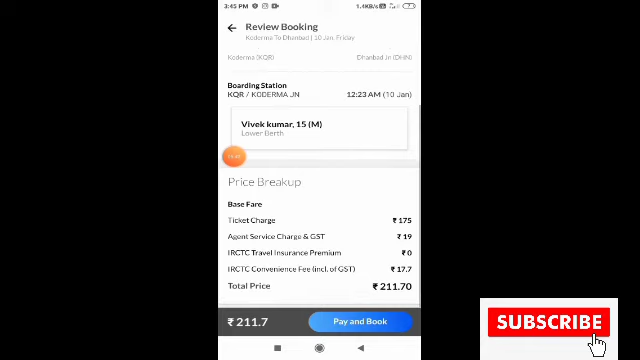 3:45 PM
1.4KB/s
Review Booking
Koderma To Dhanbad | 10 Jan, Friday
Koderma (KQR) Dhanbad Jn (DHN)
Boarding Station
KQR / KODERMA JN 12:23 AM (10 Jan)
Vivek kumar, 15 (M)
Lower Berth
Price Breakup
Base Fare
Ticket Charge ₹ 175
Agent Service Charge & GST ₹ 19
IRCTC Travel Insurance Premium ₹ 0
IRCTC Convenience Fee (incl. of GST) ₹ 17.7
Total Price ₹ 211.70
₹ 211.7 Pay and Book
SUBSCRIBE